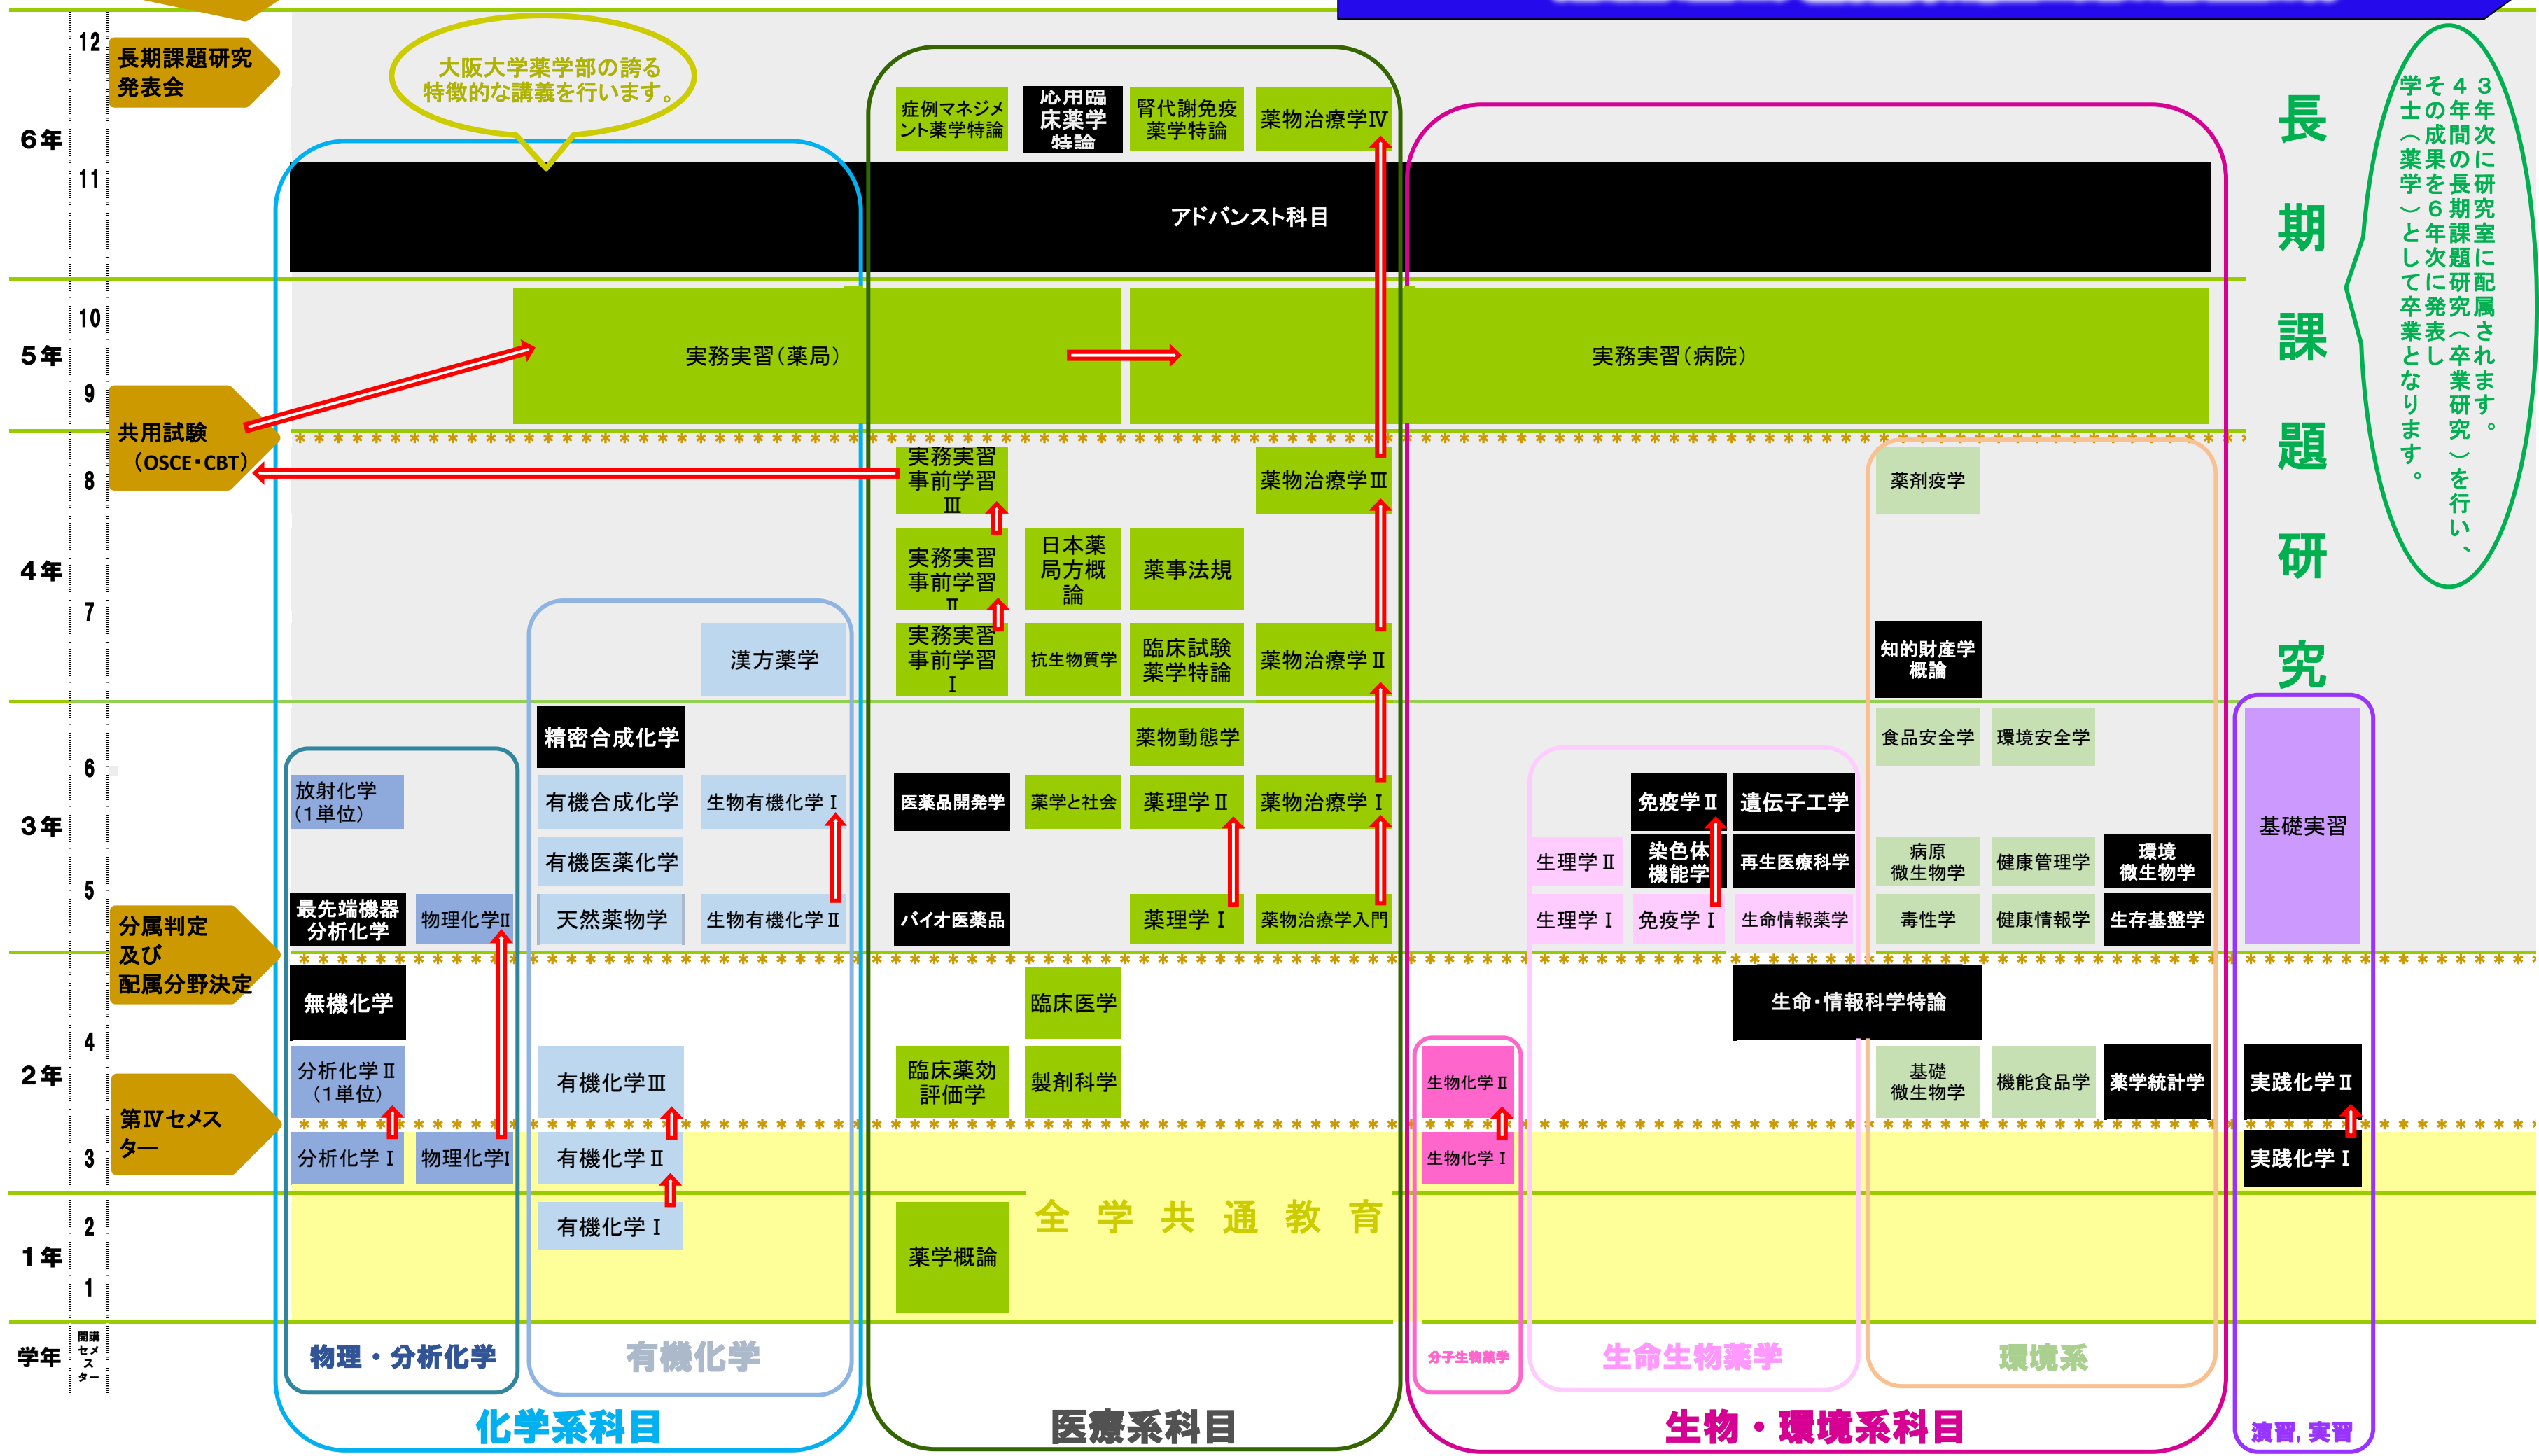 大阪大学薬学部の誇る
特徴的な講義を行います。
12
長期課題研究
発表会
6年
11
症例マネジメ
ント薬学特論
応用臨
床薬学
特論
腎代謝免疫
薬学特論
薬物治療学Ⅳ
アドバンスト科目
長期課題研究
３年次に研究室に配属されます。
４年間の長期課題研究（卒業研究）を行い、
その成果を６年次に発表し
学士（薬学）として卒業となります。
10
5年
9
実務実習（薬局）
実務実習（病院）
共用試験
（OSCE・CBT）
8
4年
7
実務実習
事前学習
Ⅲ
薬物治療学Ⅲ
薬剤疫学
実務実習
事前学習
Ⅱ
日本薬
局方概
論
薬事法規
漢方薬学
実務実習
事前学習
Ⅰ
抗生物質学
臨床試験
薬学特論
薬物治療学Ⅱ
知的財産学
概論
6
3年
5
精密合成化学
薬物動態学
食品安全学
環境安全学
放射化学
（1単位）
有機合成化学
生物有機化学Ⅰ
医薬品開発学
薬学と社会
薬理学Ⅱ
薬物治療学Ⅰ
免疫学Ⅱ
遺伝子工学
基礎実習
有機医薬化学
生理学Ⅱ
染色体
機能学
再生医療科学
病原
微生物学
健康管理学
環境
微生物学
最先端機器
分析化学
物理化学Ⅱ
天然薬物学
生物有機化学Ⅱ
バイオ医薬品
薬理学Ⅰ
薬物治療学入門
生理学Ⅰ
免疫学Ⅰ
生命情報薬学
毒性学
健康情報学
生存基盤学
分属判定
及び
配属分野決定
4
2年
3
無機化学
臨床医学
生命・情報科学特論
分析化学Ⅱ
（1単位）
有機化学Ⅲ
臨床薬効
評価学
製剤科学
生物化学Ⅱ
基礎
微生物学
機能食品学
薬学統計学
実践化学Ⅱ
第Ⅳセメス
ター
分析化学Ⅰ
物理化学Ⅰ
有機化学Ⅱ
生物化学Ⅰ
実践化学Ⅰ
2
1年
1
有機化学Ⅰ
薬学概論
全学共通教育
学年
開講
セメ
ス
ター
物理・分析化学
有機化学
分子生物薬学
生命生物薬学
環境系
化学系科目
医療系科目
生物・環境系科目
演習, 実習